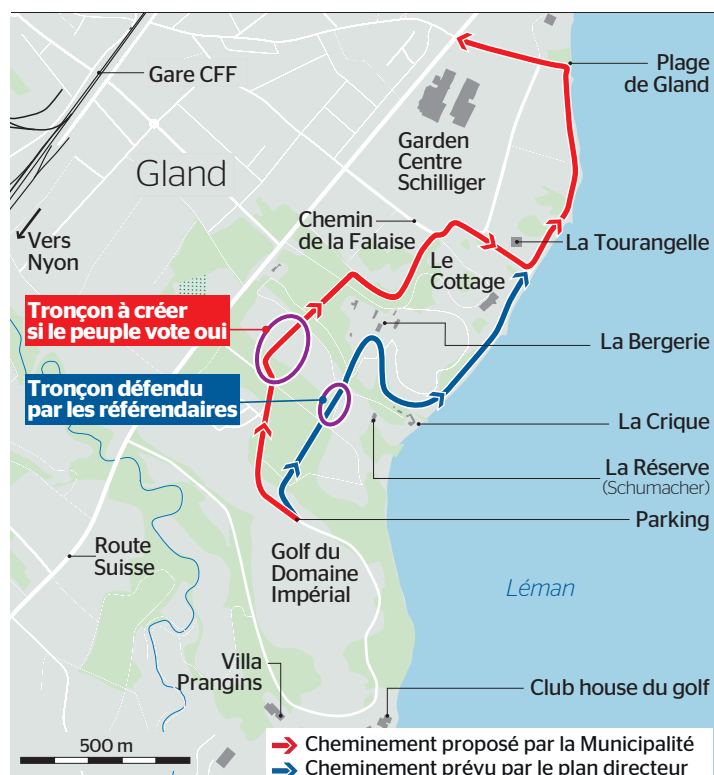 Gare CFF
Plage
de Gland
Garden
Centre
Schilliger
Gland
Chemin
de la Falaise
Vers
Nyon
La Tourangelle
Le
Cottage
Tronçon à créer
si le peuple vote oui
La Bergerie
Tronçon défendu
par les référendaires
La Crique
La Réserve
(Schumacher)
Parking
Route
Suisse
Golf du
Domaine
Impérial
Léman
Villa
Prangins
Club house du golf
500 m
Cheminement proposé par la Municipalité
Cheminement prévu par le plan directeur